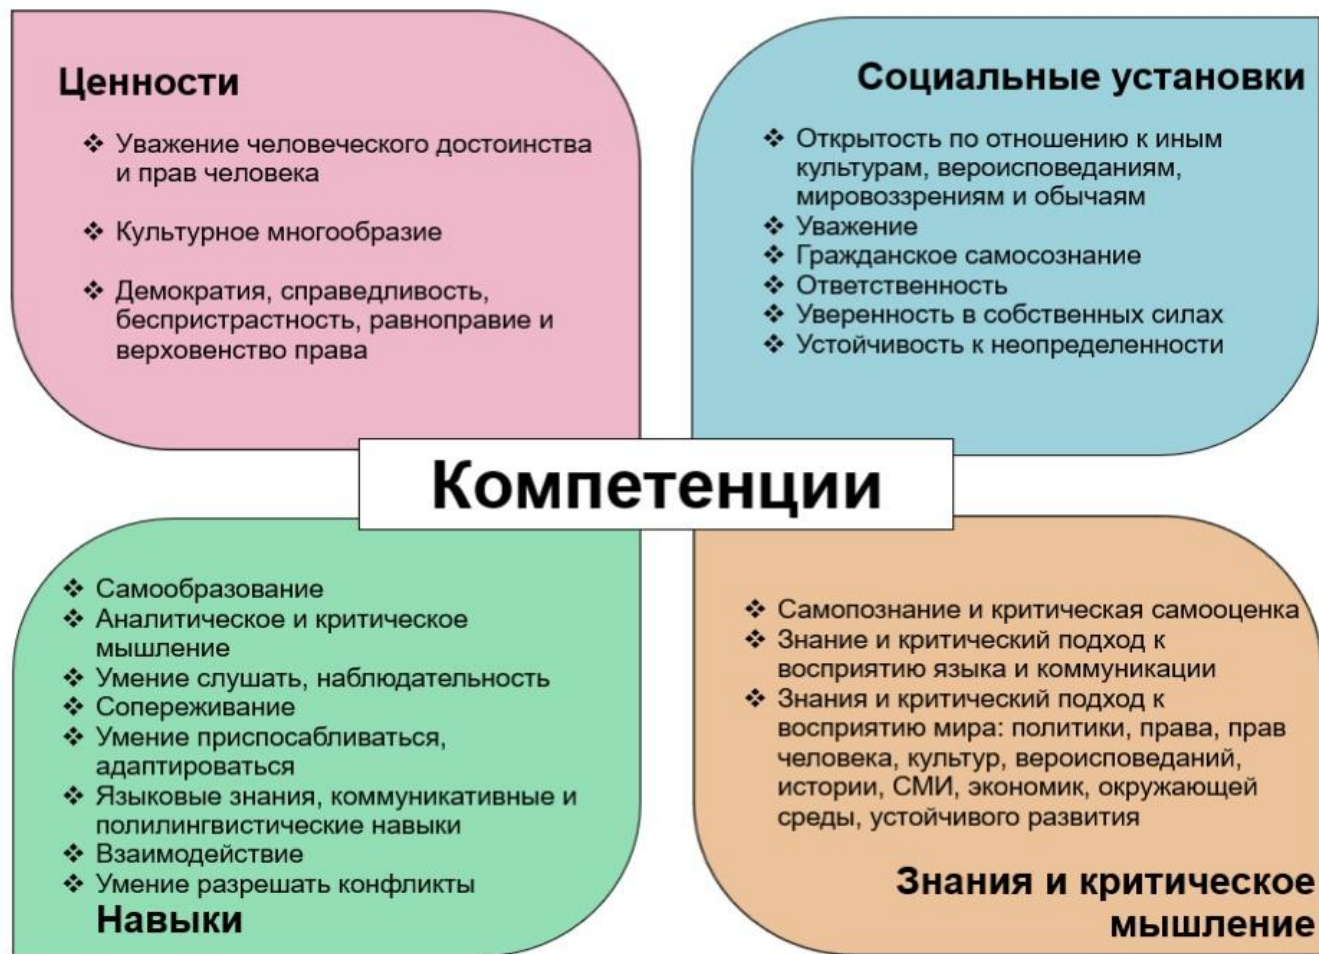 Ценности
❖ Уважение человеческого достоинства
и прав человека
❖ Культурное многообразие
❖ Демократия, справедливость,
беспристрастность, равноправие и
верховенство права
Социальные установки
❖ Открытость по отношению к иным
культурам, вероисповеданиям,
мировоззрениям и обычаям
❖ Уважение
❖ Гражданское самосознание
❖ Ответственность
❖ Уверенность в собственных силах
❖ Устойчивость к неопределенности
Компетенции
❖ Самообразование
❖ Аналитическое и критическое
мышление
❖ Умение слушать, наблюдательность
❖ Сопереживание
❖ Умение приспосабливаться,
адаптироваться
❖ Языковые знания, коммуникативные и
полилингвистические навыки
❖ Взаимодействие
❖ Умение разрешать конфликты
Навыки
❖ Самопознание и критическая самооценка
❖ Знание и критический подход к
восприятию языка и коммуникации
❖ Знания и критический подход к
восприятию мира: политики, права, прав
человека, культур, вероисповеданий,
истории, СМИ, экономик, окружающей
среды, устойчивого развития
Знания и критическое
мышление